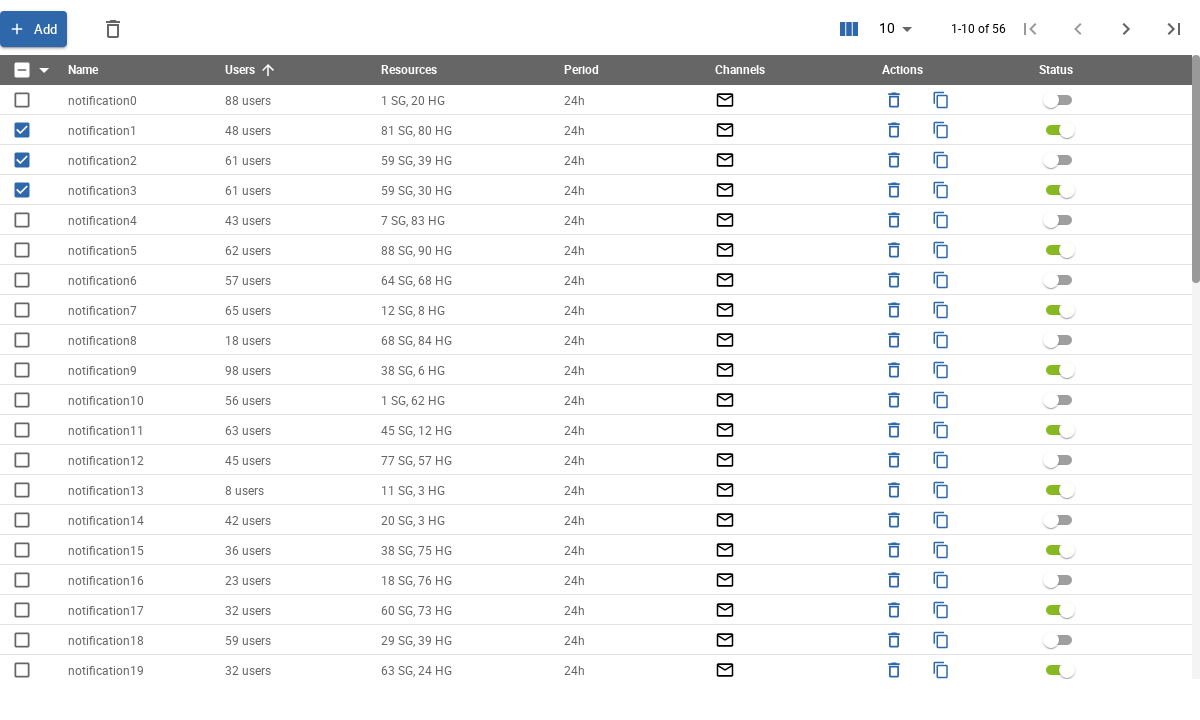 Add 10 1-10 of 56
Name Users Resources Period Channels Actions Status
notification0 88 users 1 SG, 20 HG 24h
notification1 48 users 81 SG, 80 HG 24h
notification2 61 users 59 SG, 39 HG 24h
notification3 61 users 59 SG, 30 HG 24h
notification4 43 users 7 SG, 83 HG 24h
notification5 62 users 88 SG, 90 HG 24h
notification6 57 users 64 SG, 68 HG 24h
notification7 65 users 12 SG, 8 HG 24h
notification8 18 users 68 SG, 84 HG 24h
notification9 98 users 38 SG, 6 HG 24h
notification10 56 users 1 SG, 62 HG 24h
notification11 63 users 45 SG, 12 HG 24h
notification12 45 users 77 SG, 57 HG 24h
notification13 8 users 11 SG, 3 HG 24h
notification14 42 users 20 SG, 3 HG 24h
notification15 36 users 38 SG, 75 HG 24h
notification16 23 users 18 SG, 76 HG 24h
notification17 32 users 60 SG, 73 HG 24h
notification18 59 users 29 SG, 39 HG 24h
notification19 32 users 63 SG, 24 HG 24h